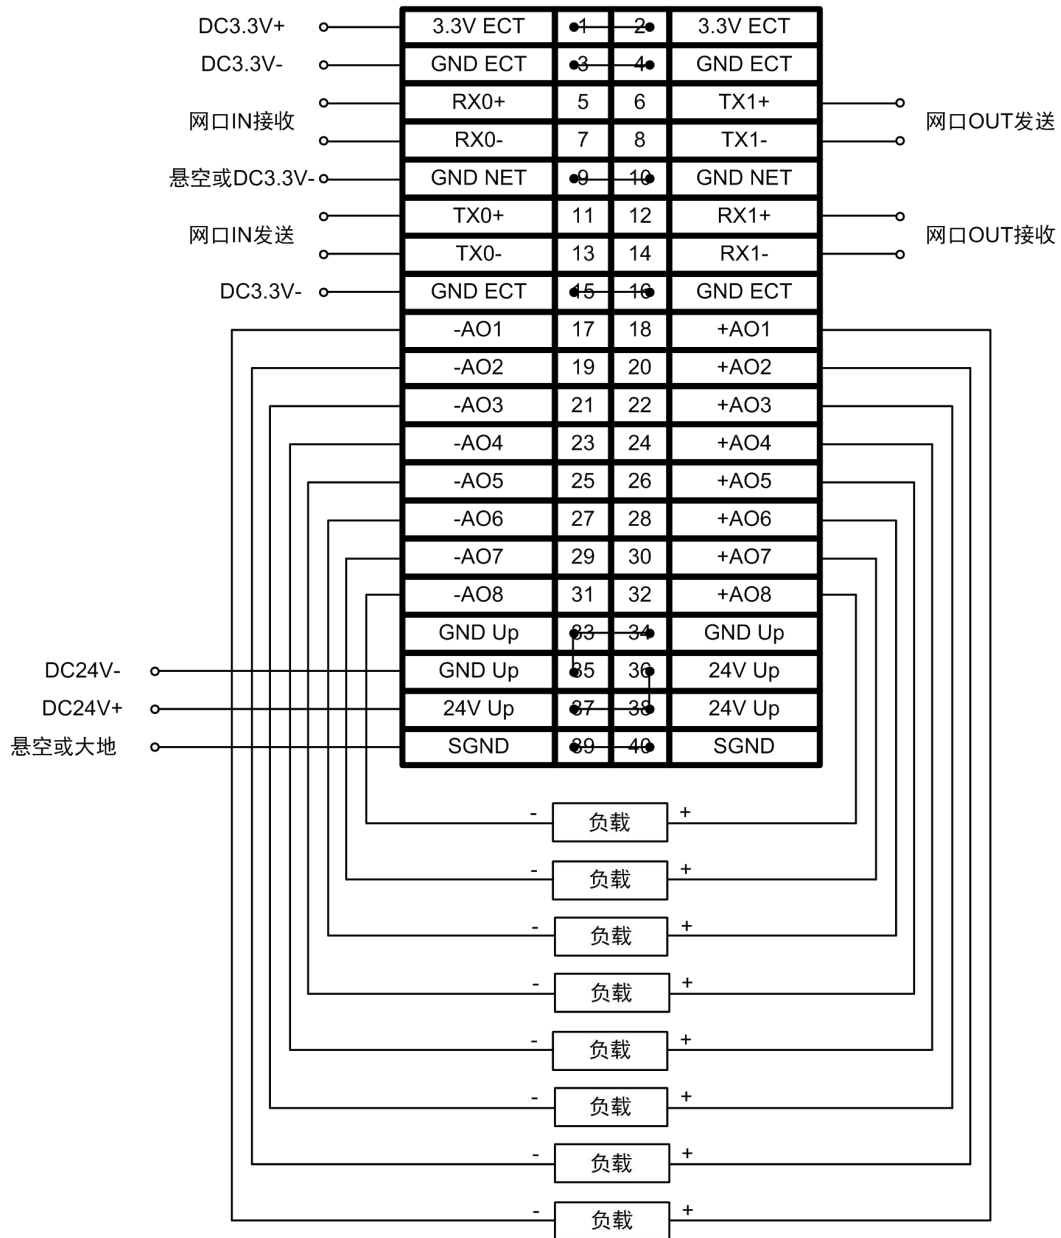 DC3.3V+ 3.3V ECT 1 2 3.3V ECT
DC3.3V- GND ECT 3 4 GND ECT
RX0+ 5 6 TX1+
网口IN接收 网口OUT发送
RX0- 7 8 TX1-
悬空或DC3.3V- GND NET 9 10 GND NET
TX0+ 11 12 RX1+
网口IN发送 网口OUT接收
TX0- 13 14 RX1-
DC3.3V- GND ECT 15 16 GND ECT
-AO1 17 18 +AO1
-AO2 19 20 +AO2
-AO3 21 22 +AO3
-AO4 23 24 +AO4
-AO5 25 26 +AO5
-AO6 27 28 +AO6
-AO7 29 30 +AO7
-AO8 31 32 +AO8
GND Up 33 34 GND Up
DC24V- GND Up 35 36 24V Up
DC24V+ 24V Up 37 38 24V Up
悬空或大地 SGND 39 40 SGND
- 负载 +
- 负载 +
- 负载 +
- 负载 +
- 负载 +
- 负载 +
- 负载 +
- 负载 +